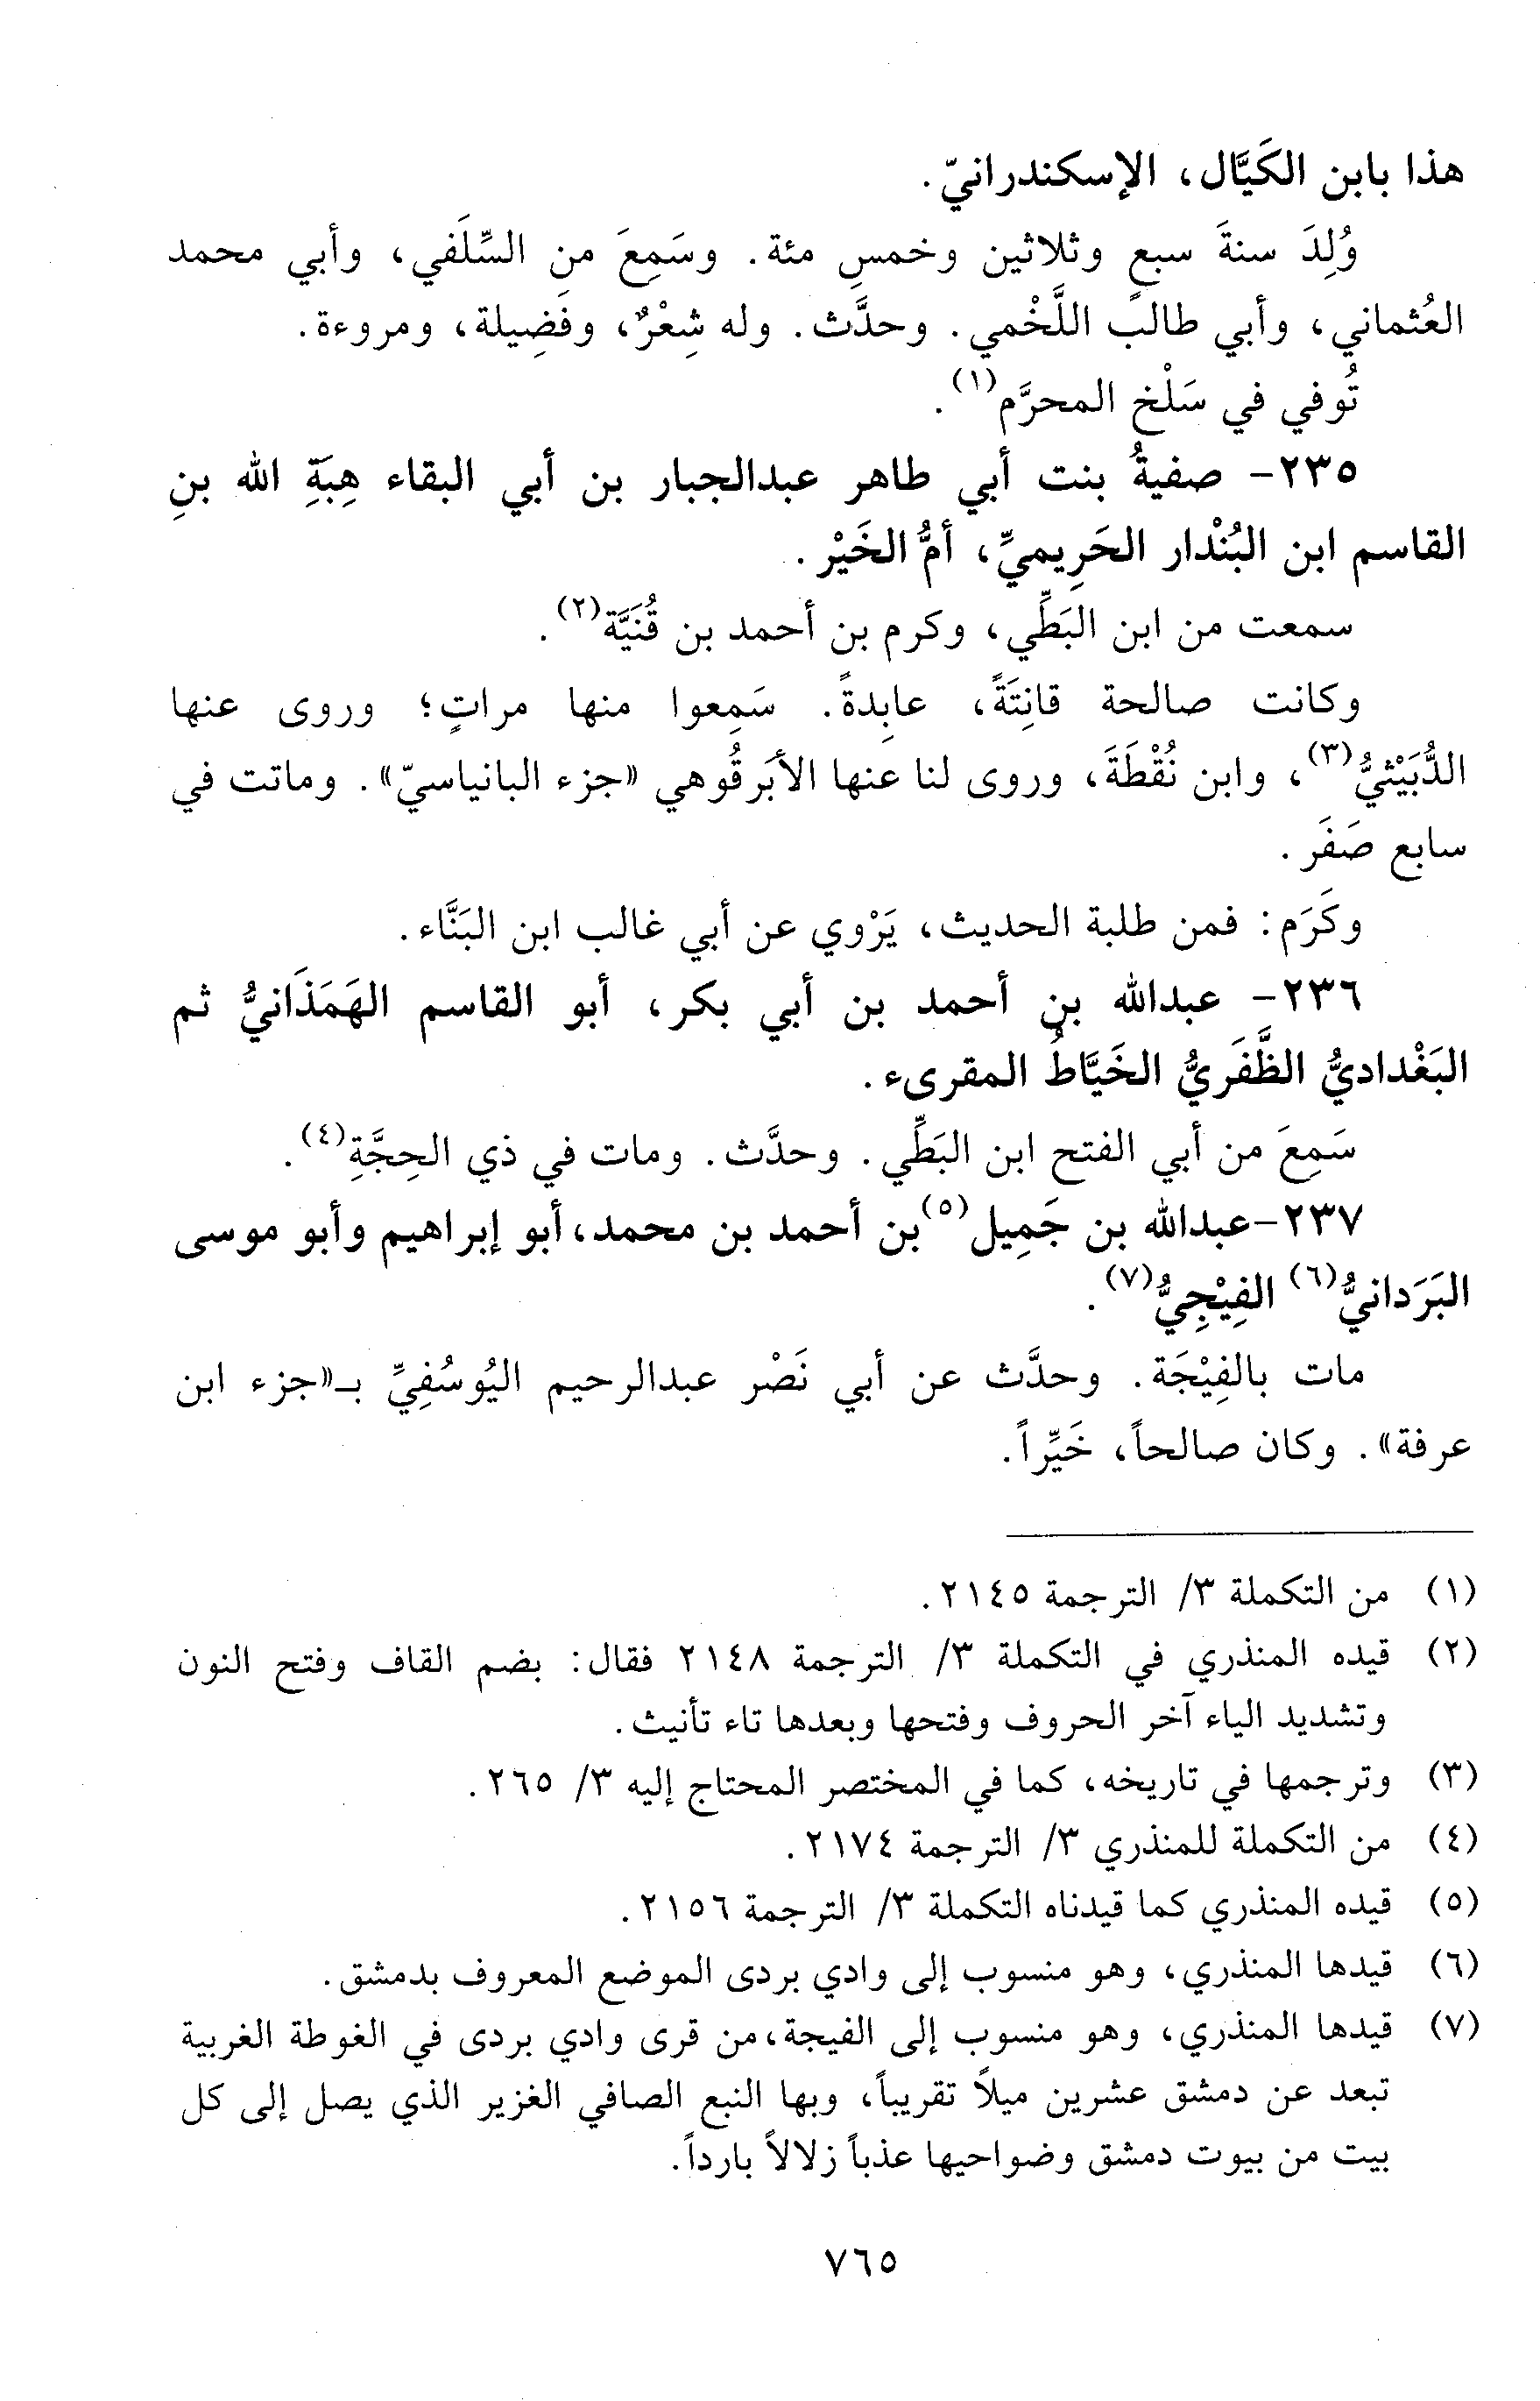 هذا بابن الكَيَّال، الإسكندرانيّ.
وُلِدَ سنةَ سبعٍ وثلاثين وخمسِ مئة. وسَمِعَ من السِّلَفي، وأبي محمد
العُثماني، وأبي طالب اللَّخْمي. وحدَّث. وله شِعْرٌ، وفَضِيلة، ومروءة.
تُوفي في سَلْخ المحرَّم(١).
٢٣٥- صفيةُ بنت أبي طاهر عبدالجبار بن أبي البقاء هِبَةِ الله بنِ
القاسم ابن البُنْدار الحَرِيميِّ، أمُّ الخَيْر.
سمعت من ابن البَطِّي، وكرم بن أحمد بن قُنَيَّة(٢).
وكانت صالحة قانِتَةً، عابِدةً. سَمِعوا منها مراتٍ؛ وروى عنها
الدُّبَيْثيُّ(٣)، وابن نُقْطَةَ، وروى لنا عنها الأبَرقُوهي «جزء البانياسيّ». وماتت في
سابع صَفَر.
وكَرَم: فمن طلبة الحديث، يَرْوي عن أبي غالب ابن البَنَّاء.
٢٣٦- عبدالله بن أحمد بن أبي بكر، أبو القاسم الهَمَذَانيُّ ثم
البَغْداديُّ الظَّفَريُّ الخَيَّاطُ المقرىء.
سَمِعَ من أبي الفتح ابن البَطِّي. وحدَّث. ومات في ذي الحِجَّةِ(٤).
٢٣٧-عبدالله بن جَمِيل(٥)بن أحمد بن محمد، أبو إبراهيم وأبو موسى
البَرَدانيُّ(٦) الفِيْجِيُّ(٧).
مات بالفِيْجَة. وحدَّث عن أبي نَصْر عبدالرحيم اليُوسُفِيِّ بـ«جزء ابن
عرفة». وكان صالحاً، خَيِّراً.
(١) من التكملة ٣/ الترجمة ٢١٤٥.
(٢) قيده المنذري في التكملة ٣/ الترجمة ٢١٤٨ فقال: بضم القاف وفتح النون
وتشديد الياء آخر الحروف وفتحها وبعدها تاء تأنيث.
(٣) وترجمها في تاريخه، كما في المختصر المحتاج إليه ٣/ ٢٦٥.
(٤) من التكملة للمنذري ٣/ الترجمة ٢١٧٤.
(٥) قيده المنذري كما قيدناه التكملة ٣/ الترجمة ٢١٥٦.
(٦) قيدها المنذري، وهو منسوب إلى وادي بردى الموضع المعروف بدمشق.
(٧) قيدها المنذري، وهو منسوب إلى الفيجة،من قرى وادي بردى في الغوطة الغربية
تبعد عن دمشق عشرين ميلاً تقريباً، وبها النبع الصافي الغزير الذي يصل إلى كل
بيت من بيوت دمشق وضواحيها عذباً زلالاً بارداً.
٧٦٥